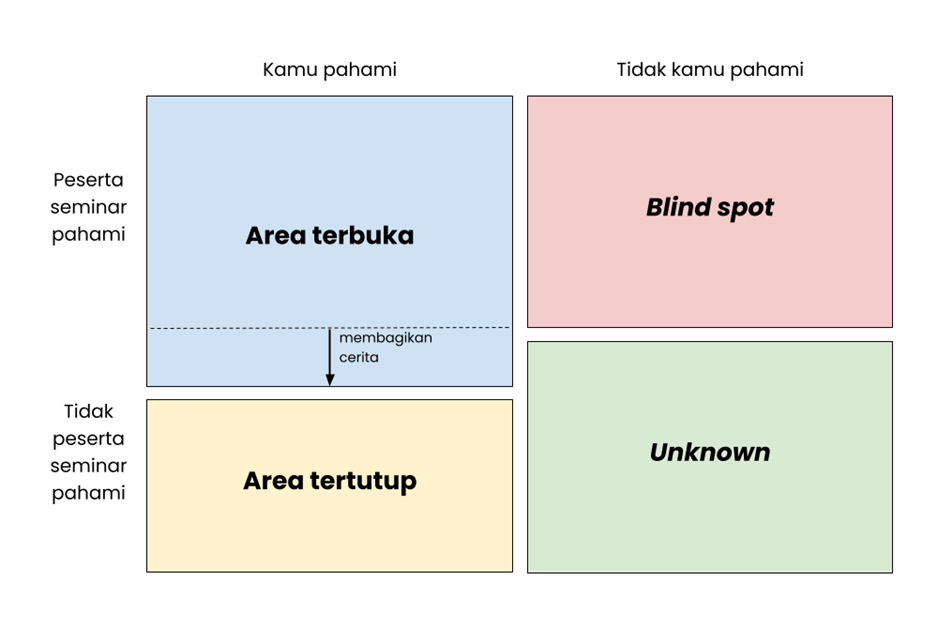 Kamu pahami
Tidak kamu pahami
Peserta
seminar
pahami
Area terbuka
Blind spot
membagikan
cerita
Tidak
peserta
seminar
pahami
Area tertutup
Unknown